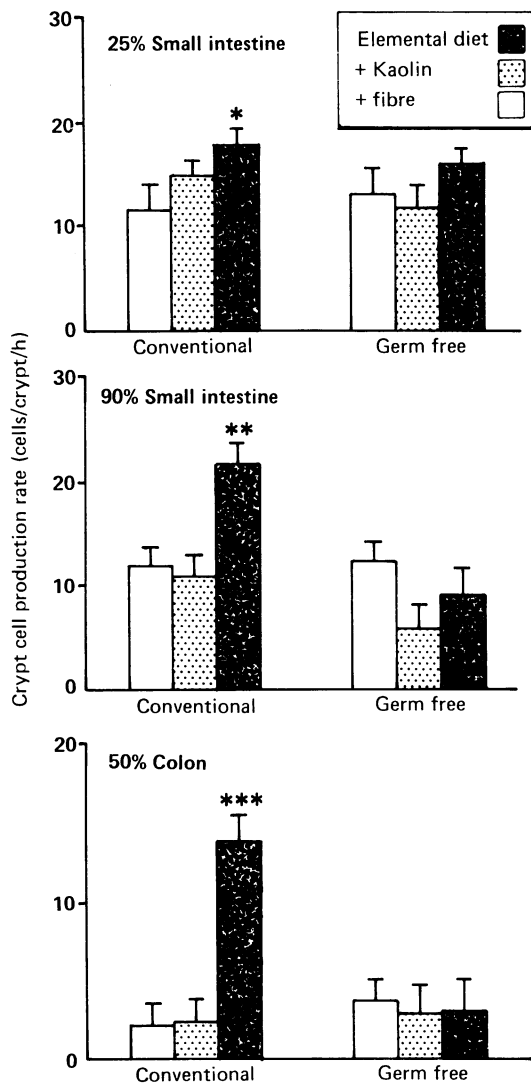 Crypt cell production rate (cells/crypt/h)
30
25% Small intestine
Elemental diet
+ Kaolin
+ fibre
20
*
10
0
Conventional Germ free
30
90% Small intestine
**
20
10
0
Conventional Germ free
20
50% Colon
***
10
0
Conventional Germ free